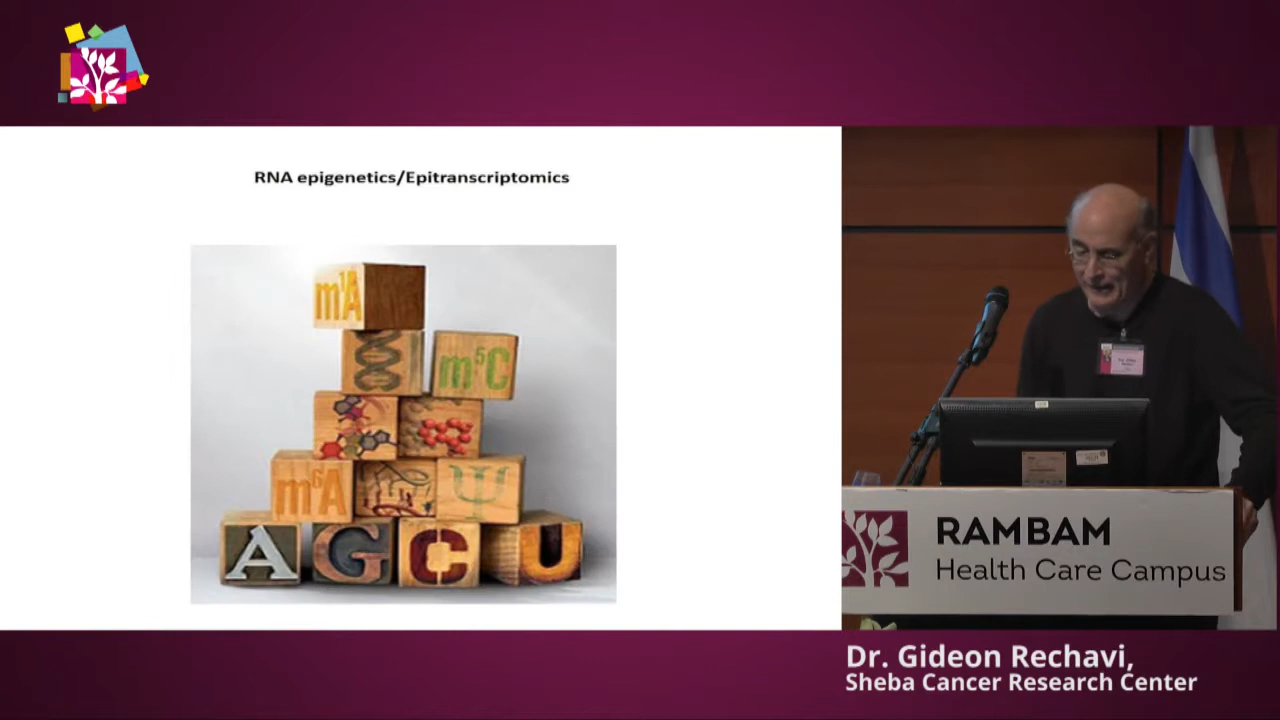 RNA epigenetics/Epitranscriptomics
m¹A
m⁵C
m⁶A
Ψ
A G C U
RAMBAM
Health Care Campus
Dr. Gideon Rechavi,
Sheba Cancer Research Center